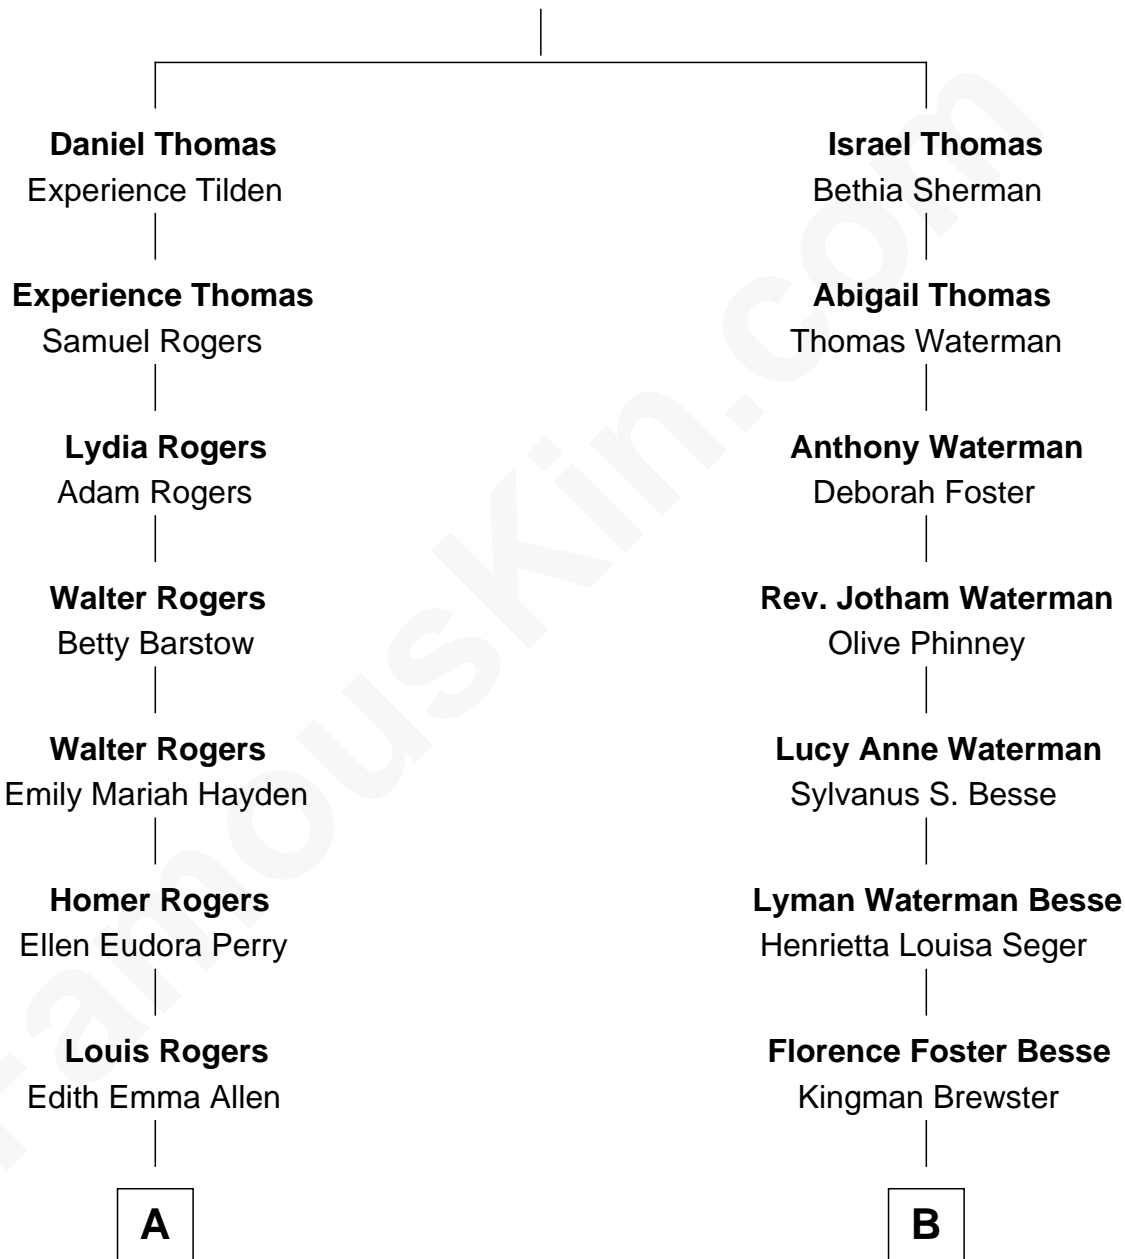 Daniel Thomas
Experience Tilden
Experience Thomas
Samuel Rogers
Lydia Rogers
Adam Rogers
Walter Rogers
Betty Barstow
Walter Rogers
Emily Mariah Hayden
Homer Rogers
Ellen Eudora Perry
Louis Rogers
Edith Emma Allen
A
Israel Thomas
Bethia Sherman
Abigail Thomas
Thomas Waterman
Anthony Waterman
Deborah Foster
Rev. Jotham Waterman
Olive Phinney
Lucy Anne Waterman
Sylvanus S. Besse
Lyman Waterman Besse
Henrietta Louisa Seger
Florence Foster Besse
Kingman Brewster
B
FamousKin.com